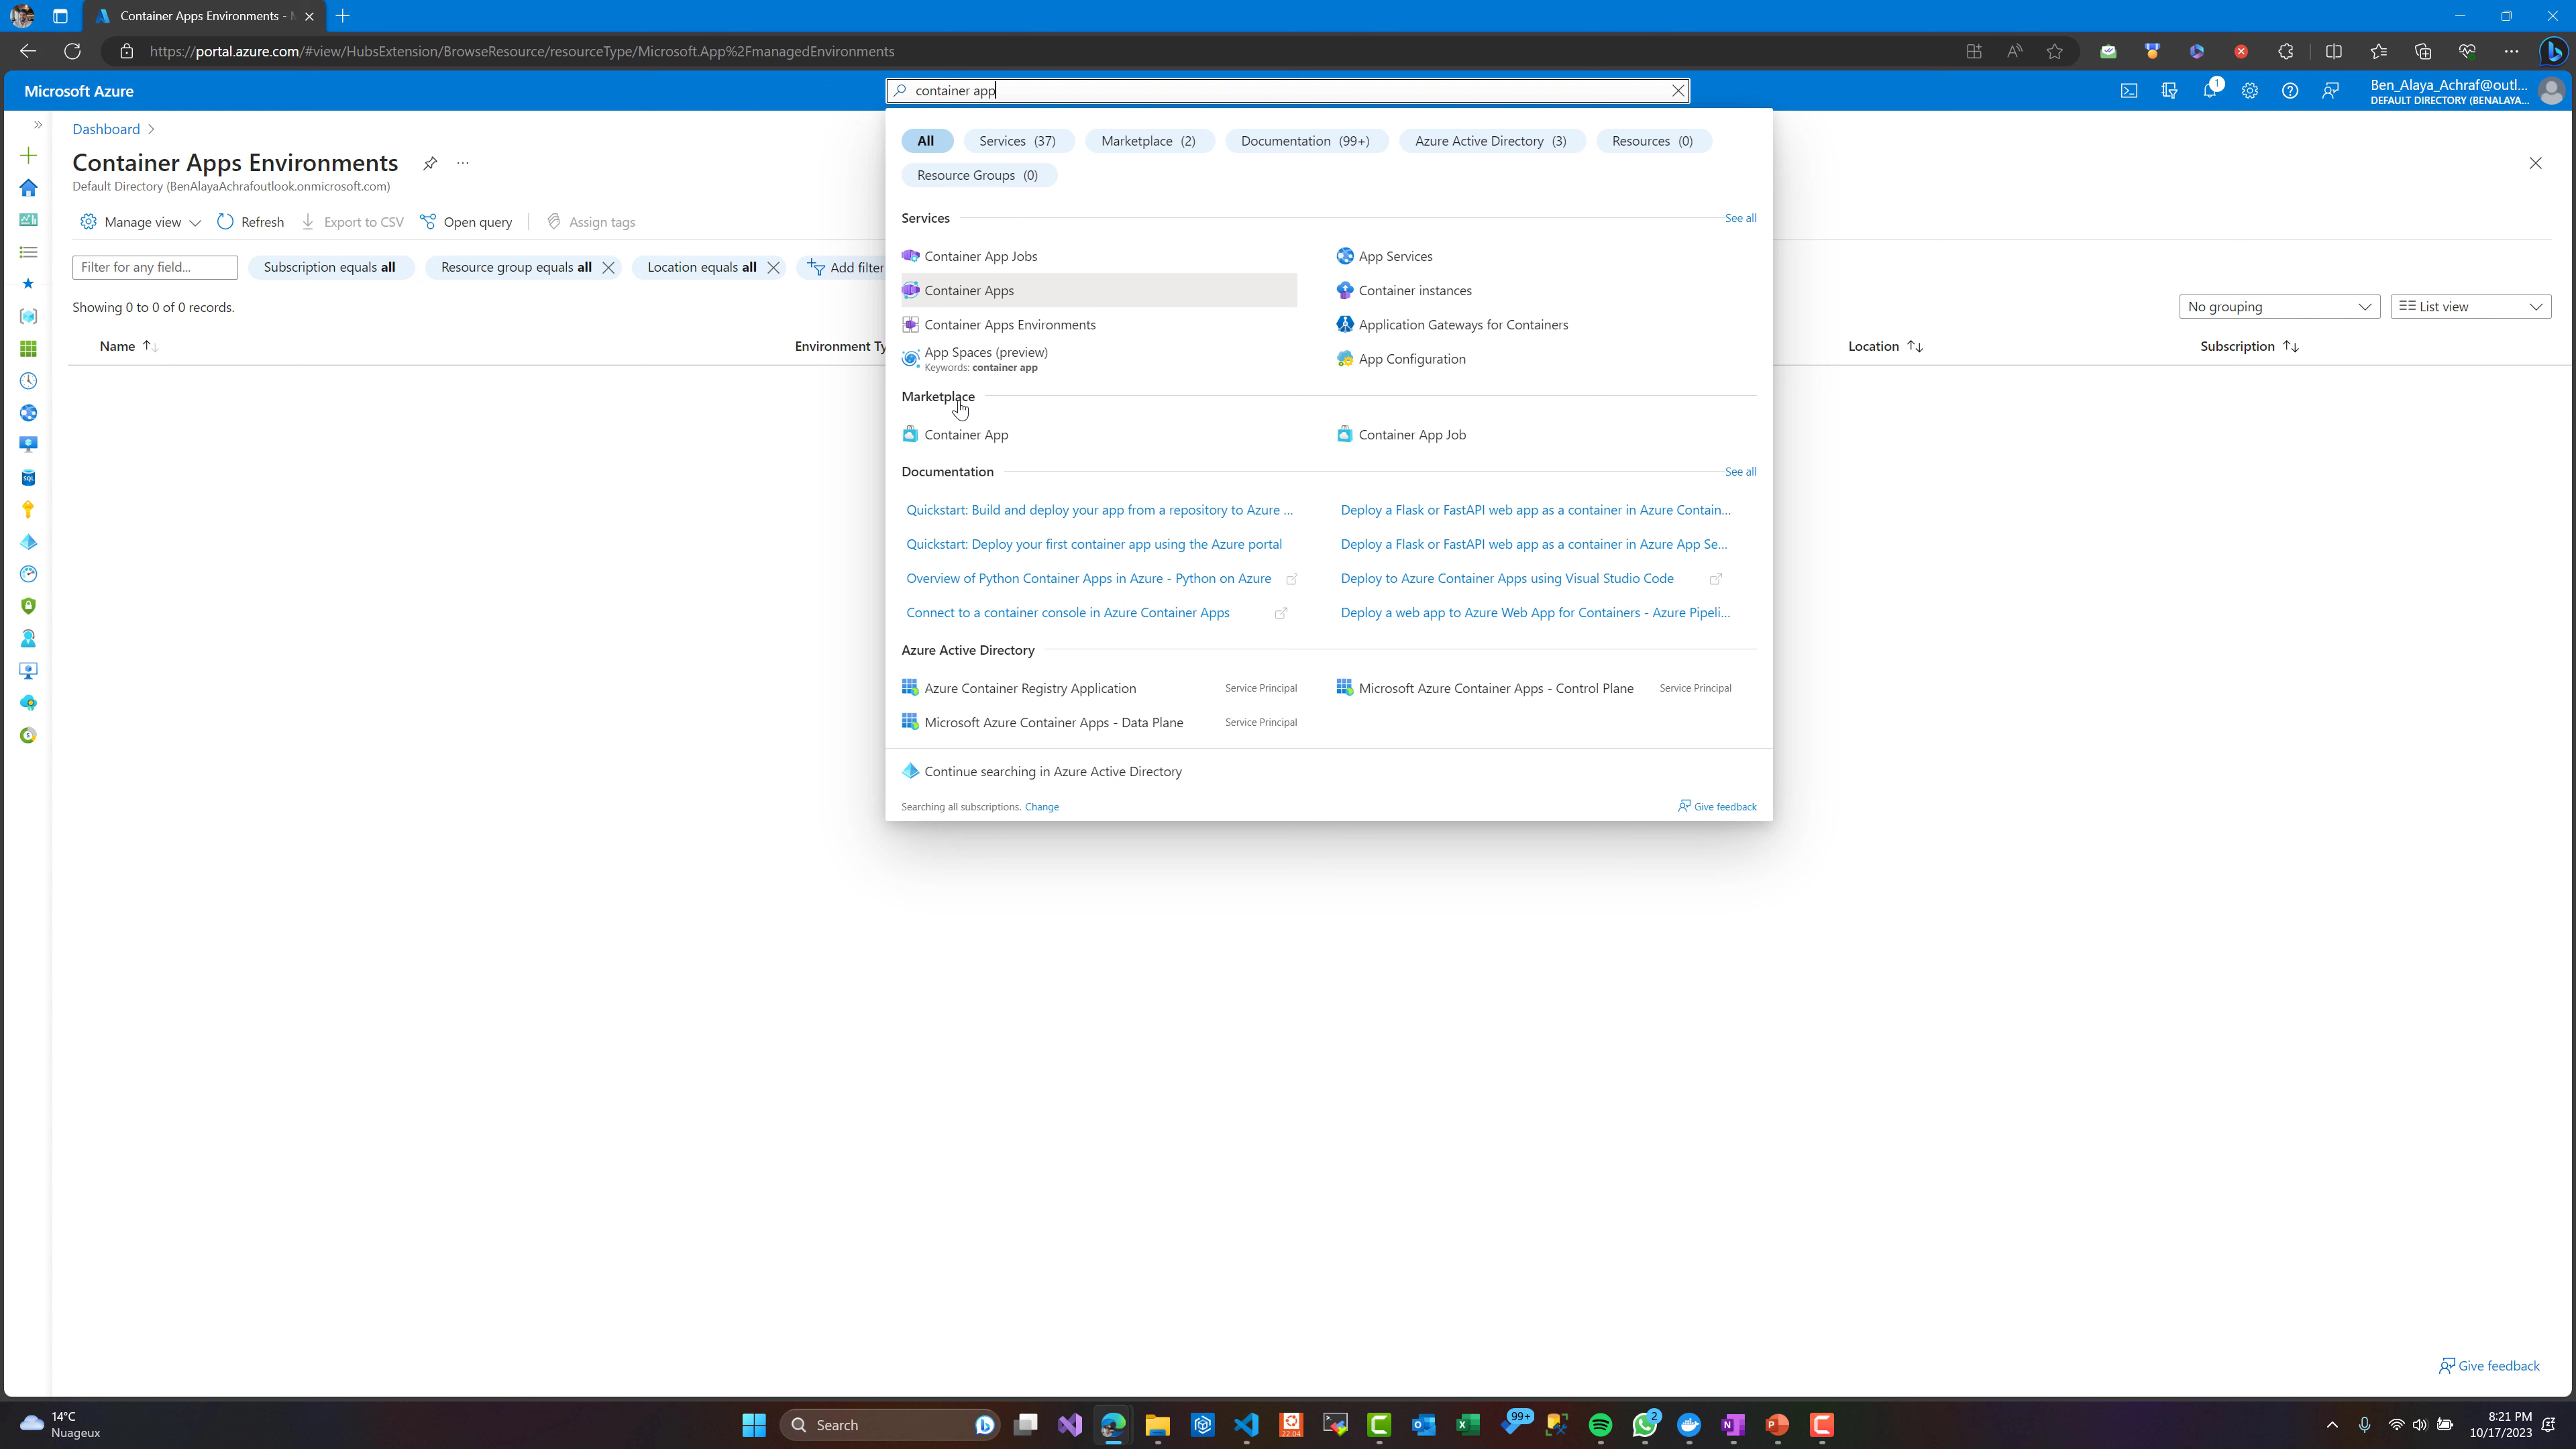 Container Apps Environments - M
https://portal.azure.com/#view/HubsExtension/BrowseResource/resourceType/Microsoft.App%2FmanagedEnvironments
Microsoft Azure
container app
1
Ben_Alaya_Achraf@outl...
DEFAULT DIRECTORY (BENALAYA...
Dashboard
Container Apps Environments
...
Default Directory (BenAlayaAchrafoutlook.onmicrosoft.com)
Manage view
Refresh
Export to CSV
Open query
Assign tags
Filter for any field...
Subscription equals all
Resource group equals all
Location equals all
Add filter
Showing 0 to 0 of 0 records.
No grouping
List view
Name
Environment Ty
Location
Subscription
All
Services (37)
Marketplace (2)
Documentation (99+)
Azure Active Directory (3)
Resources (0)
Resource Groups (0)
Services
See all
Container App Jobs
App Services
Container Apps
Container instances
Container Apps Environments
Application Gateways for Containers
App Spaces (preview)
Keywords: container app
App Configuration
Marketplace
Container App
Container App Job
Documentation
See all
Quickstart: Build and deploy your app from a repository to Azure ...
Deploy a Flask or FastAPI web app as a container in Azure Contain...
Quickstart: Deploy your first container app using the Azure portal
Deploy a Flask or FastAPI web app as a container in Azure App Se...
Overview of Python Container Apps in Azure - Python on Azure
Deploy to Azure Container Apps using Visual Studio Code
Connect to a container console in Azure Container Apps
Deploy a web app to Azure Web App for Containers - Azure Pipeli...
Azure Active Directory
Azure Container Registry Application
Service Principal
Microsoft Azure Container Apps - Control Plane
Service Principal
Microsoft Azure Container Apps - Data Plane
Service Principal
Continue searching in Azure Active Directory
Searching all subscriptions. Change
Give feedback
Give feedback
14°C
Nuageux
Search
22.04
99+
2
8:21 PM
10/17/2023